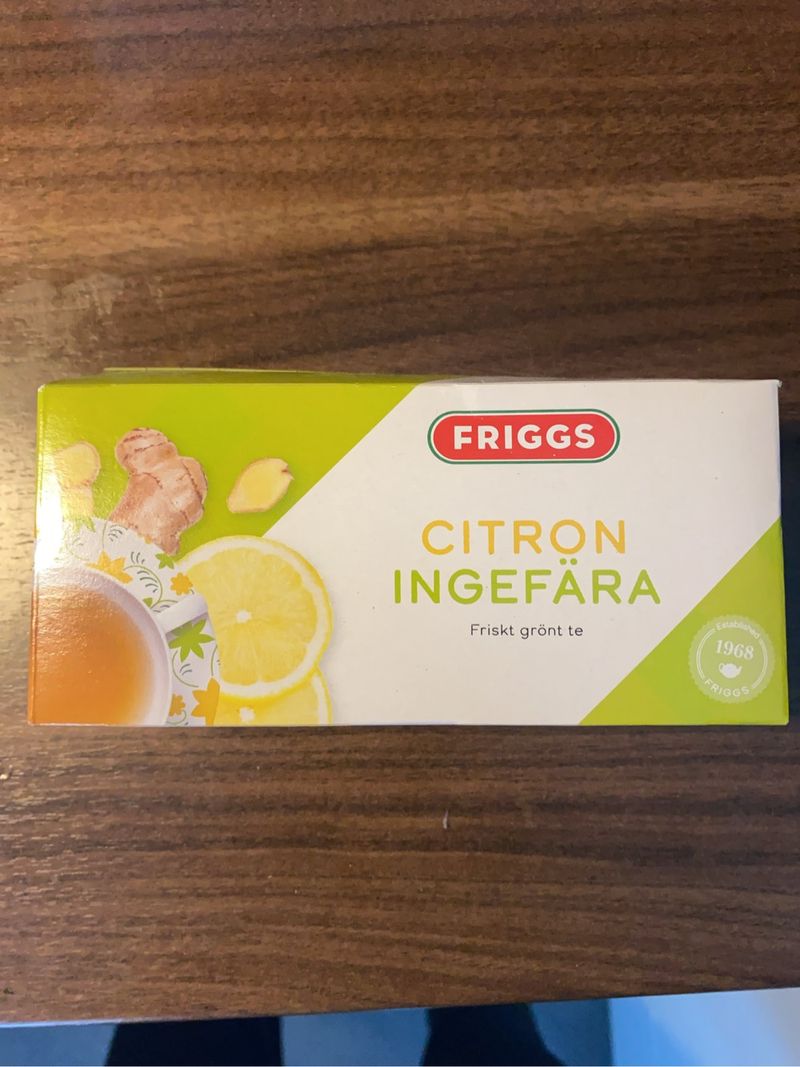 FRIGGS
CITRON
INGEFÄRA
Friskt grönt te
Established
1968
FRIGGS